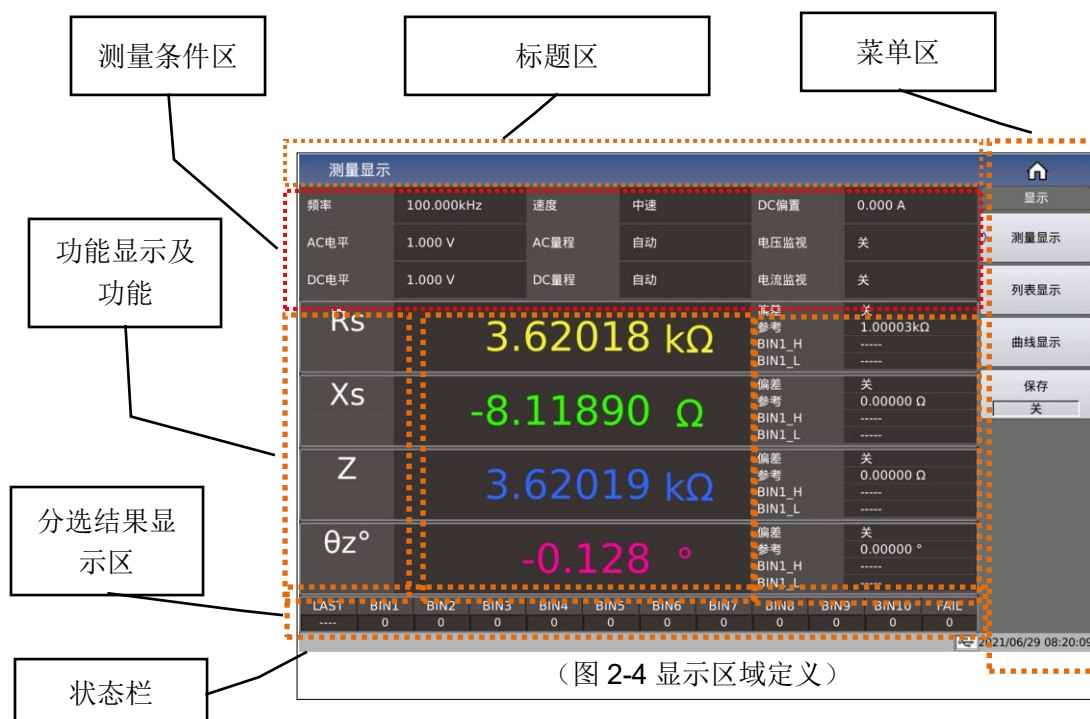 测量条件区
标题区
菜单区
功能显示及
功能
分选结果显
示区
状态栏
测量显示
频率 100.000kHz 速度 中速 DC偏置 0.000 A
AC电平 1.000 V AC量程 自动 电压监视 关
DC电平 1.000 V DC量程 自动 电流监视 关
Rs 3.62018 kΩ
偏差 关
参考 1.00003kΩ
BIN1_H -----
BIN1_L -----
Xs -8.11890 Ω
偏差 关
参考 0.00000 Ω
BIN1_H -----
BIN1_L -----
Z 3.62019 kΩ
偏差 关
参考 0.00000 Ω
BIN1_H -----
BIN1_L -----
θz° -0.128 °
偏差 关
参考 0.00000 °
BIN1_H -----
BIN1_L -----
LAST BIN1 BIN2 BIN3 BIN4 BIN5 BIN6 BIN7 BIN8 BIN9 BIN10 FAIL
---- 0 0 0 0 0 0 0 0 0 0 0
显示
测量显示
列表显示
曲线显示
保存
关
2021/06/29 08:20:09
（图 2-4 显示区域定义）